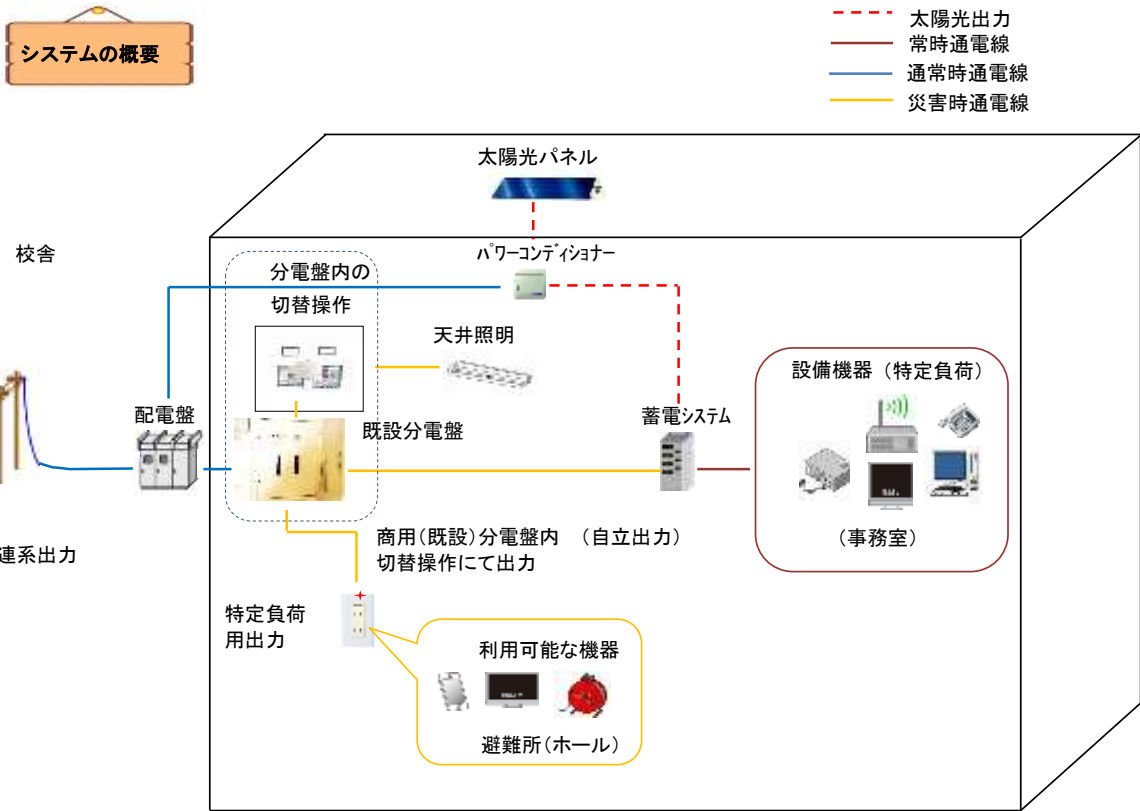 システムの概要
太陽光出力
常時通電線
通常時通電線
災害時通電線
太陽光パネル
校舎
パワーコンディショナー
分電盤内の
切替操作
天井照明
設備機器（特定負荷）
配電盤
既設分電盤
蓄電システム
（事務室）
連系出力
商用（既設）分電盤内　（自立出力）
切替操作にて出力
特定負荷
用出力
利用可能な機器
避難所（ホール）